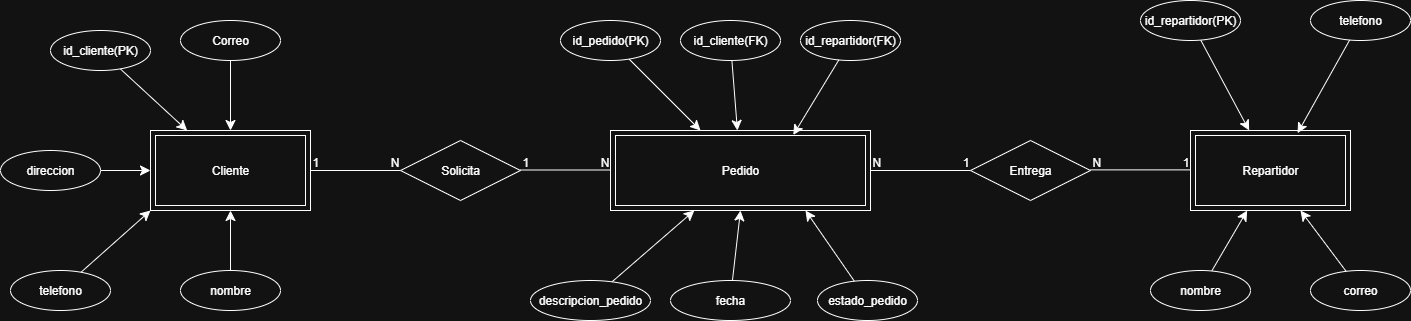 id_cliente(PK)
Correo
id_pedido(PK)
id_cliente(FK)
id_repartidor(FK)
id_repartidor(PK)
telefono
direccion
Cliente
1
N
Solicita
1
N
Pedido
N
1
Entrega
N
1
Repartidor
telefono
nombre
descripcion_pedido
fecha
estado_pedido
nombre
correo